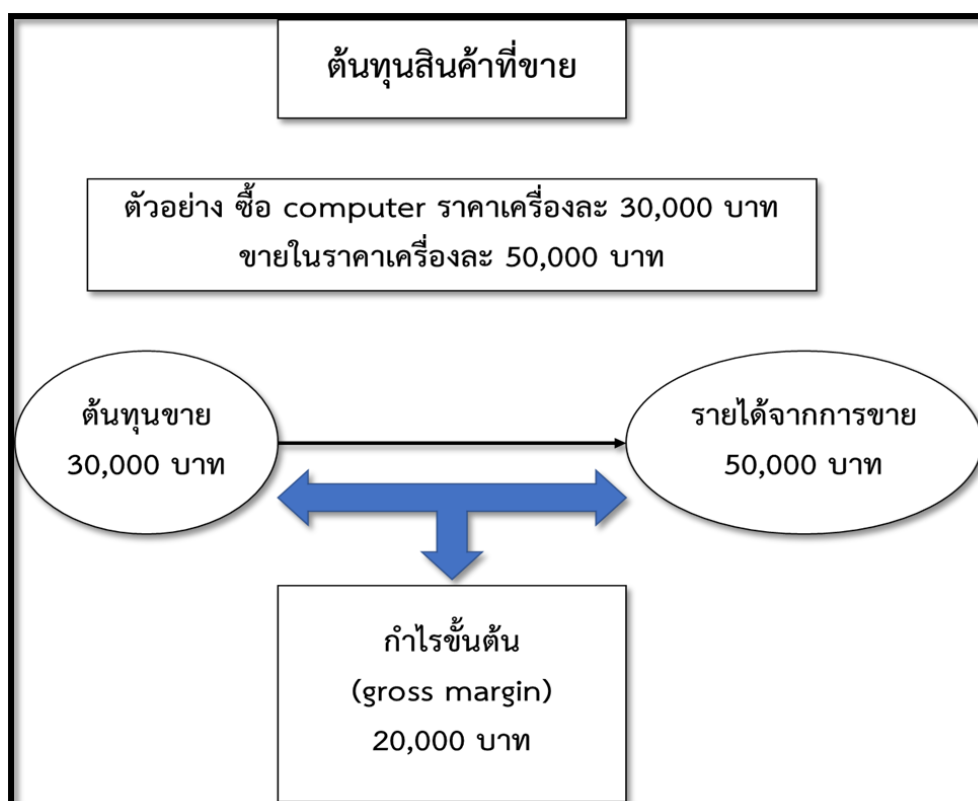 ต้นทุนสินค้าที่ขาย
ตัวอย่าง ซื้อ computer ราคาเครื่องละ 30,000 บาท
ขายในราคาเครื่องละ 50,000 บาท
ต้นทุนขาย
30,000 บาท
รายได้จากการขาย
50,000 บาท
กำไรขั้นต้น
(gross margin)
20,000 บาท